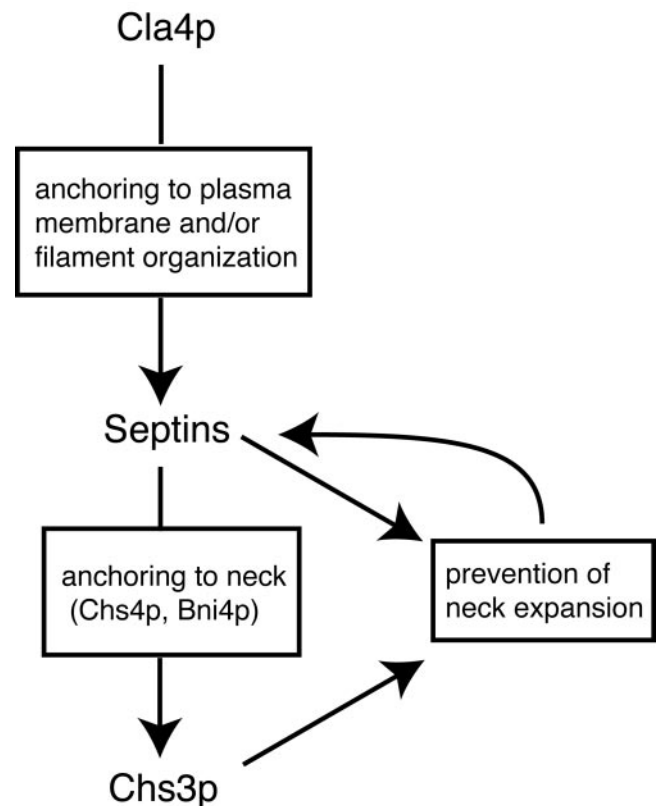 Cla4p
anchoring to plasma
membrane and/or
filament organization
Septins
anchoring to neck
(Chs4p, Bni4p)
prevention of
neck expansion
Chs3p